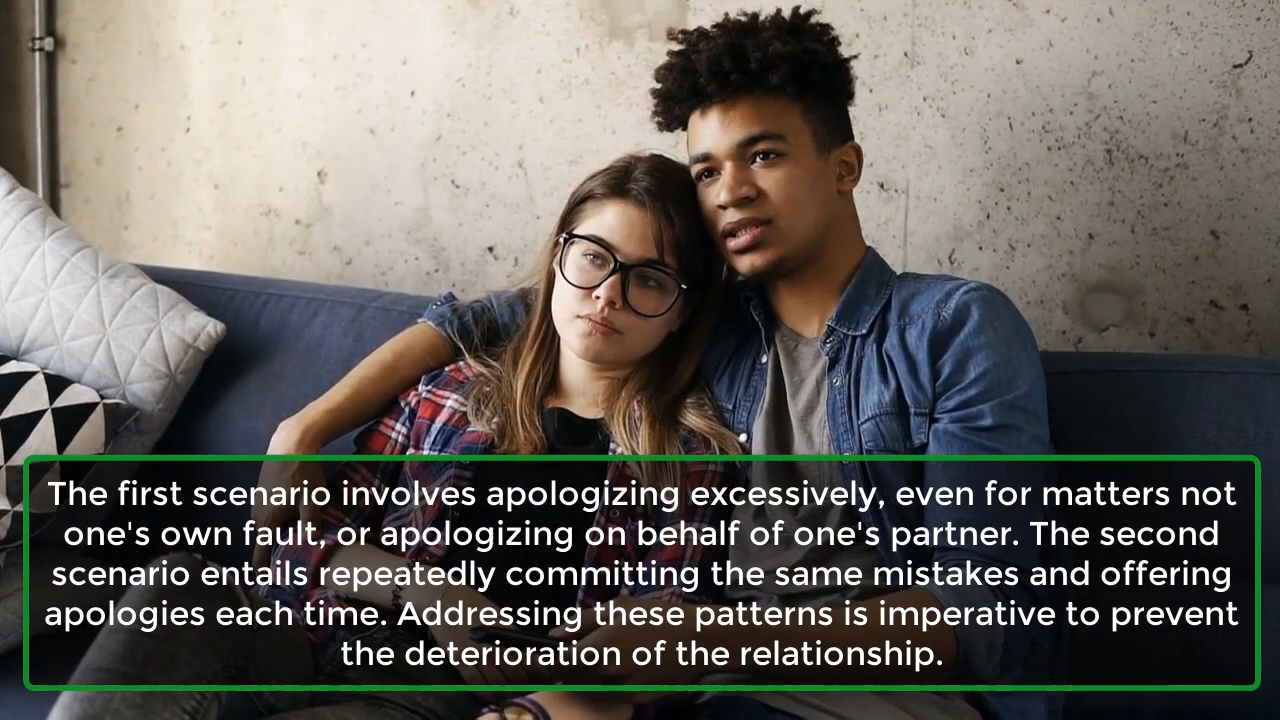 The first scenario involves apologizing excessively, even for matters not
one's own fault, or apologizing on behalf of one's partner. The second
scenario entails repeatedly committing the same mistakes and offering
apologies each time. Addressing these patterns is imperative to prevent
the deterioration of the relationship.